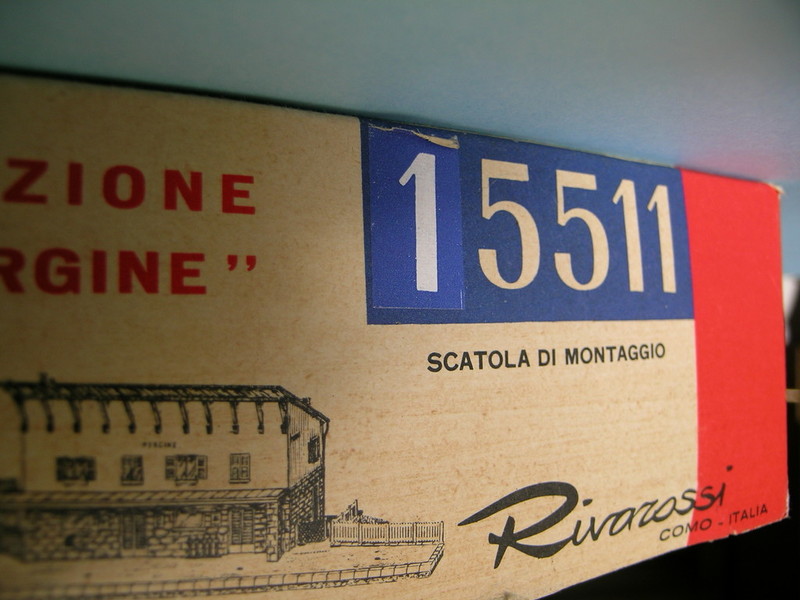 ZIONE
RGINE"
15511
SCATOLA DI MONTAGGIO
Rivarossi
COMO - ITALIA